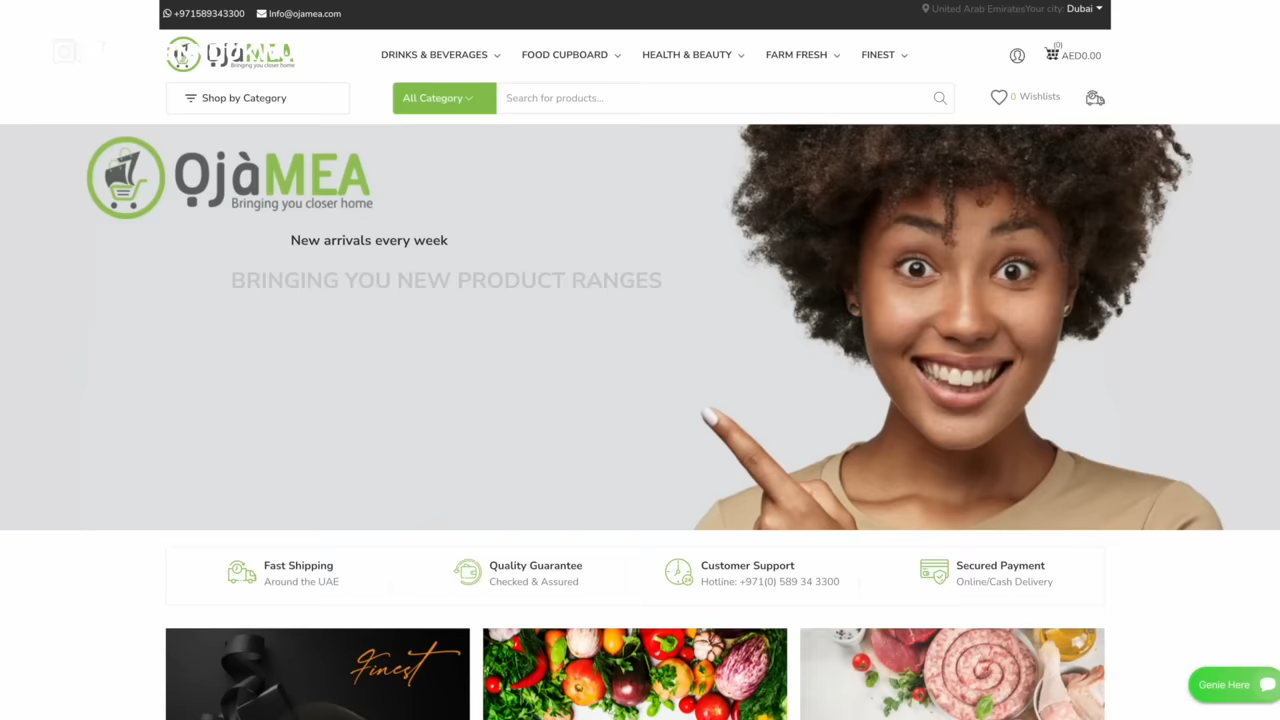 +971589343300 Info@ojamea.com United Arab EmiratesYour city: Dubai
ỌjàMEA
Bringing you closer home
DRINKS & BEVERAGES FOOD CUPBOARD HEALTH & BEAUTY FARM FRESH FINEST
(0)
AED0.00
Shop by Category All Category Search for products... 0 Wishlists
ỌjàMEA
Bringing you closer home
New arrivals every week
BRINGING YOU NEW PRODUCT RANGES
Fast Shipping
Around the UAE
Quality Guarantee
Checked & Assured
Customer Support
Hotline: +971(0) 589 34 3300
Secured Payment
Online/Cash Delivery
Finest
Genie Here